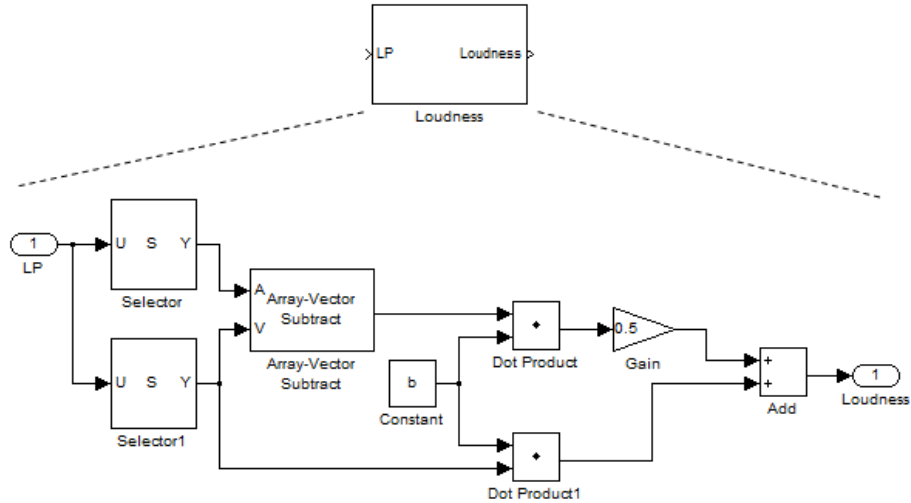 LP Loudness
Loudness
1
LP
U S Y
Selector
U S Y
Selector1
A
V
Array-Vector
Subtract
Array-Vector
Subtract
b
Constant
Dot Product
0.5
Gain
Dot Product1
+
+
Add
1
Loudness